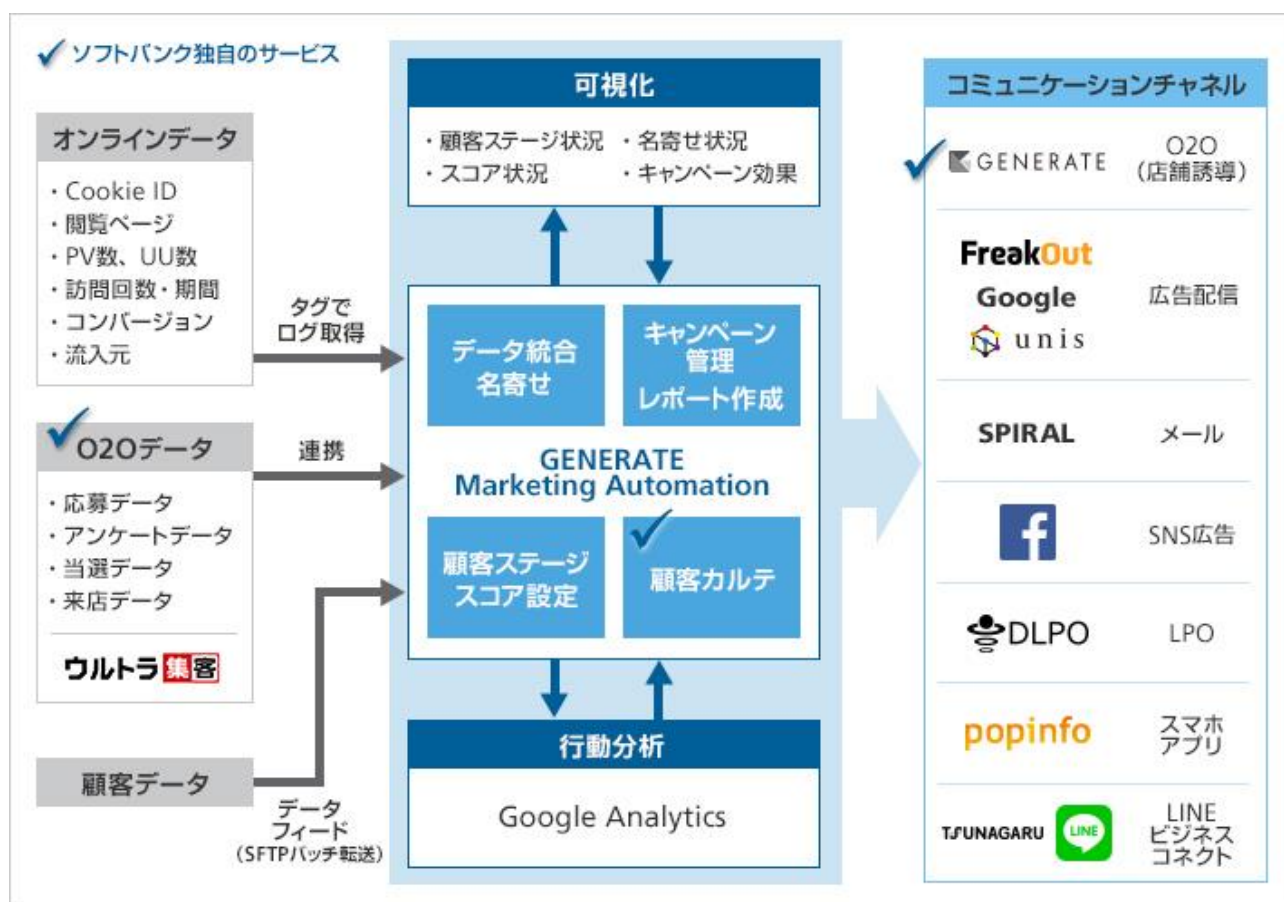 ソフトバンク独自のサービス
オンラインデータ
・Cookie ID
・閲覧ページ
・PV数、UU数
・訪問回数・期間
・コンバージョン
・流入元
タグで
ログ取得
O2Oデータ
・応募データ
・アンケートデータ
・当選データ
・来店データ
ウルトラ集客
連携
顧客データ
データ
フィード
(SFTPバッチ転送)
可視化
・顧客ステージ状況 ・名寄せ状況
・スコア状況 ・キャンペーン効果
データ統合
名寄せ
キャンペーン
管理
レポート作成
GENERATE
Marketing Automation
顧客ステージ
スコア設定
顧客カルテ
行動分析
Google Analytics
コミュニケーションチャネル
GENERATE
O2O
(店舗誘導)
FreakOut
Google
unis
広告配信
SPIRAL
メール
f
SNS広告
DLPO
LPO
popinfo
スマホ
アプリ
TSUNAGARU
LINE
LINE
ビジネス
コネクト